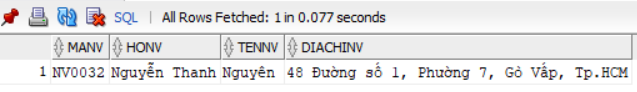 SQL | All Rows Fetched: 1 in 0.077 seconds
MANV HONV TENNV DIACHINV
1 NV0032 Nguyễn Thanh Nguyên 48 Đường số 1, Phường 7, Gò Vấp, Tp.HCM